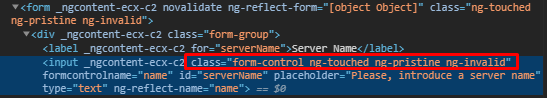 ▼<form _ngcontent-ecx-c2 novalidate ng-reflect-form="[object Object]" class="ng-touched
ng-pristine ng-invalid">
▼<div _ngcontent-ecx-c2 class="form-group">
<label _ngcontent-ecx-c2 for="serverName">Server Name</label>
<input _ngcontent-ecx-c2 class="form-control ng-touched ng-pristine ng-invalid"
formcontrolname="name" id="serverName" placeholder="Please, introduce a server name"
type="text" ng-reflect-name="name"> == $0